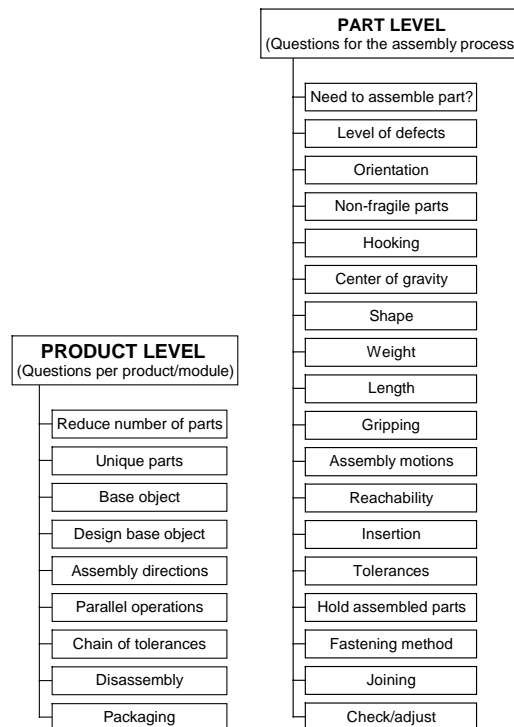 PART LEVEL
(Questions for the assembly process
Need to assemble part?
Level of defects
Orientation
Non-fragile parts
Hooking
Center of gravity
Shape
Weight
Length
Gripping
Assembly motions
Reachability
Insertion
Tolerances
Hold assembled parts
Fastening method
Joining
Check/adjust
PRODUCT LEVEL
(Questions per product/module)
Reduce number of parts
Unique parts
Base object
Design base object
Assembly directions
Parallel operations
Chain of tolerances
Disassembly
Packaging